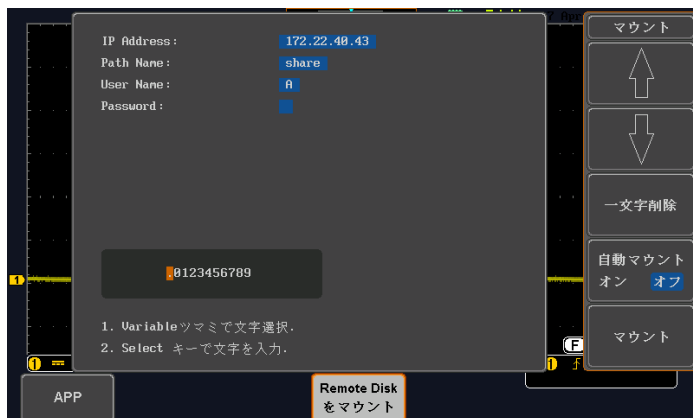 IP Address: 172.22.40.43
Path Name: share
User Name: A
Password:
.0123456789
1. Variableツマミで文字選択.
2. Select キーで文字を入力.
マウント
一文字削除
自動マウント
オン オフ
マウント
1
F
1
1
APP
Remote Disk
をマウント